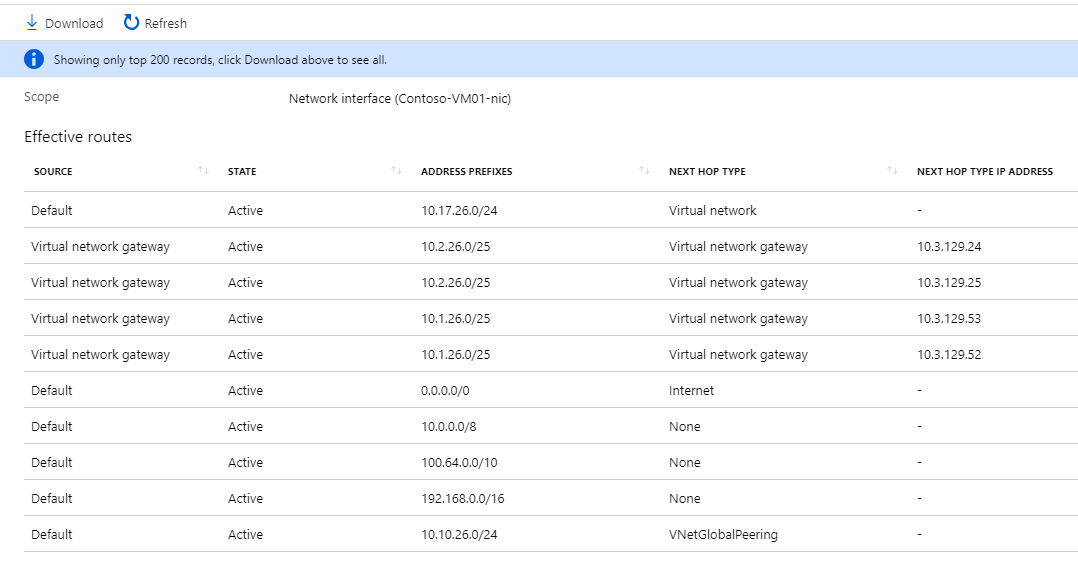 Download Refresh
Showing only top 200 records, click Download above to see all.
Scope Network interface (Contoso-VM01-nic)
Effective routes
SOURCE STATE ADDRESS PREFIXES NEXT HOP TYPE NEXT HOP TYPE IP ADDRESS
Default Active 10.17.26.0/24 Virtual network -
Virtual network gateway Active 10.2.26.0/25 Virtual network gateway 10.3.129.24
Virtual network gateway Active 10.2.26.0/25 Virtual network gateway 10.3.129.25
Virtual network gateway Active 10.1.26.0/25 Virtual network gateway 10.3.129.53
Virtual network gateway Active 10.1.26.0/25 Virtual network gateway 10.3.129.52
Default Active 0.0.0.0/0 Internet -
Default Active 10.0.0.0/8 None -
Default Active 100.64.0.0/10 None -
Default Active 192.168.0.0/16 None -
Default Active 10.10.26.0/24 VNetGlobalPeering -